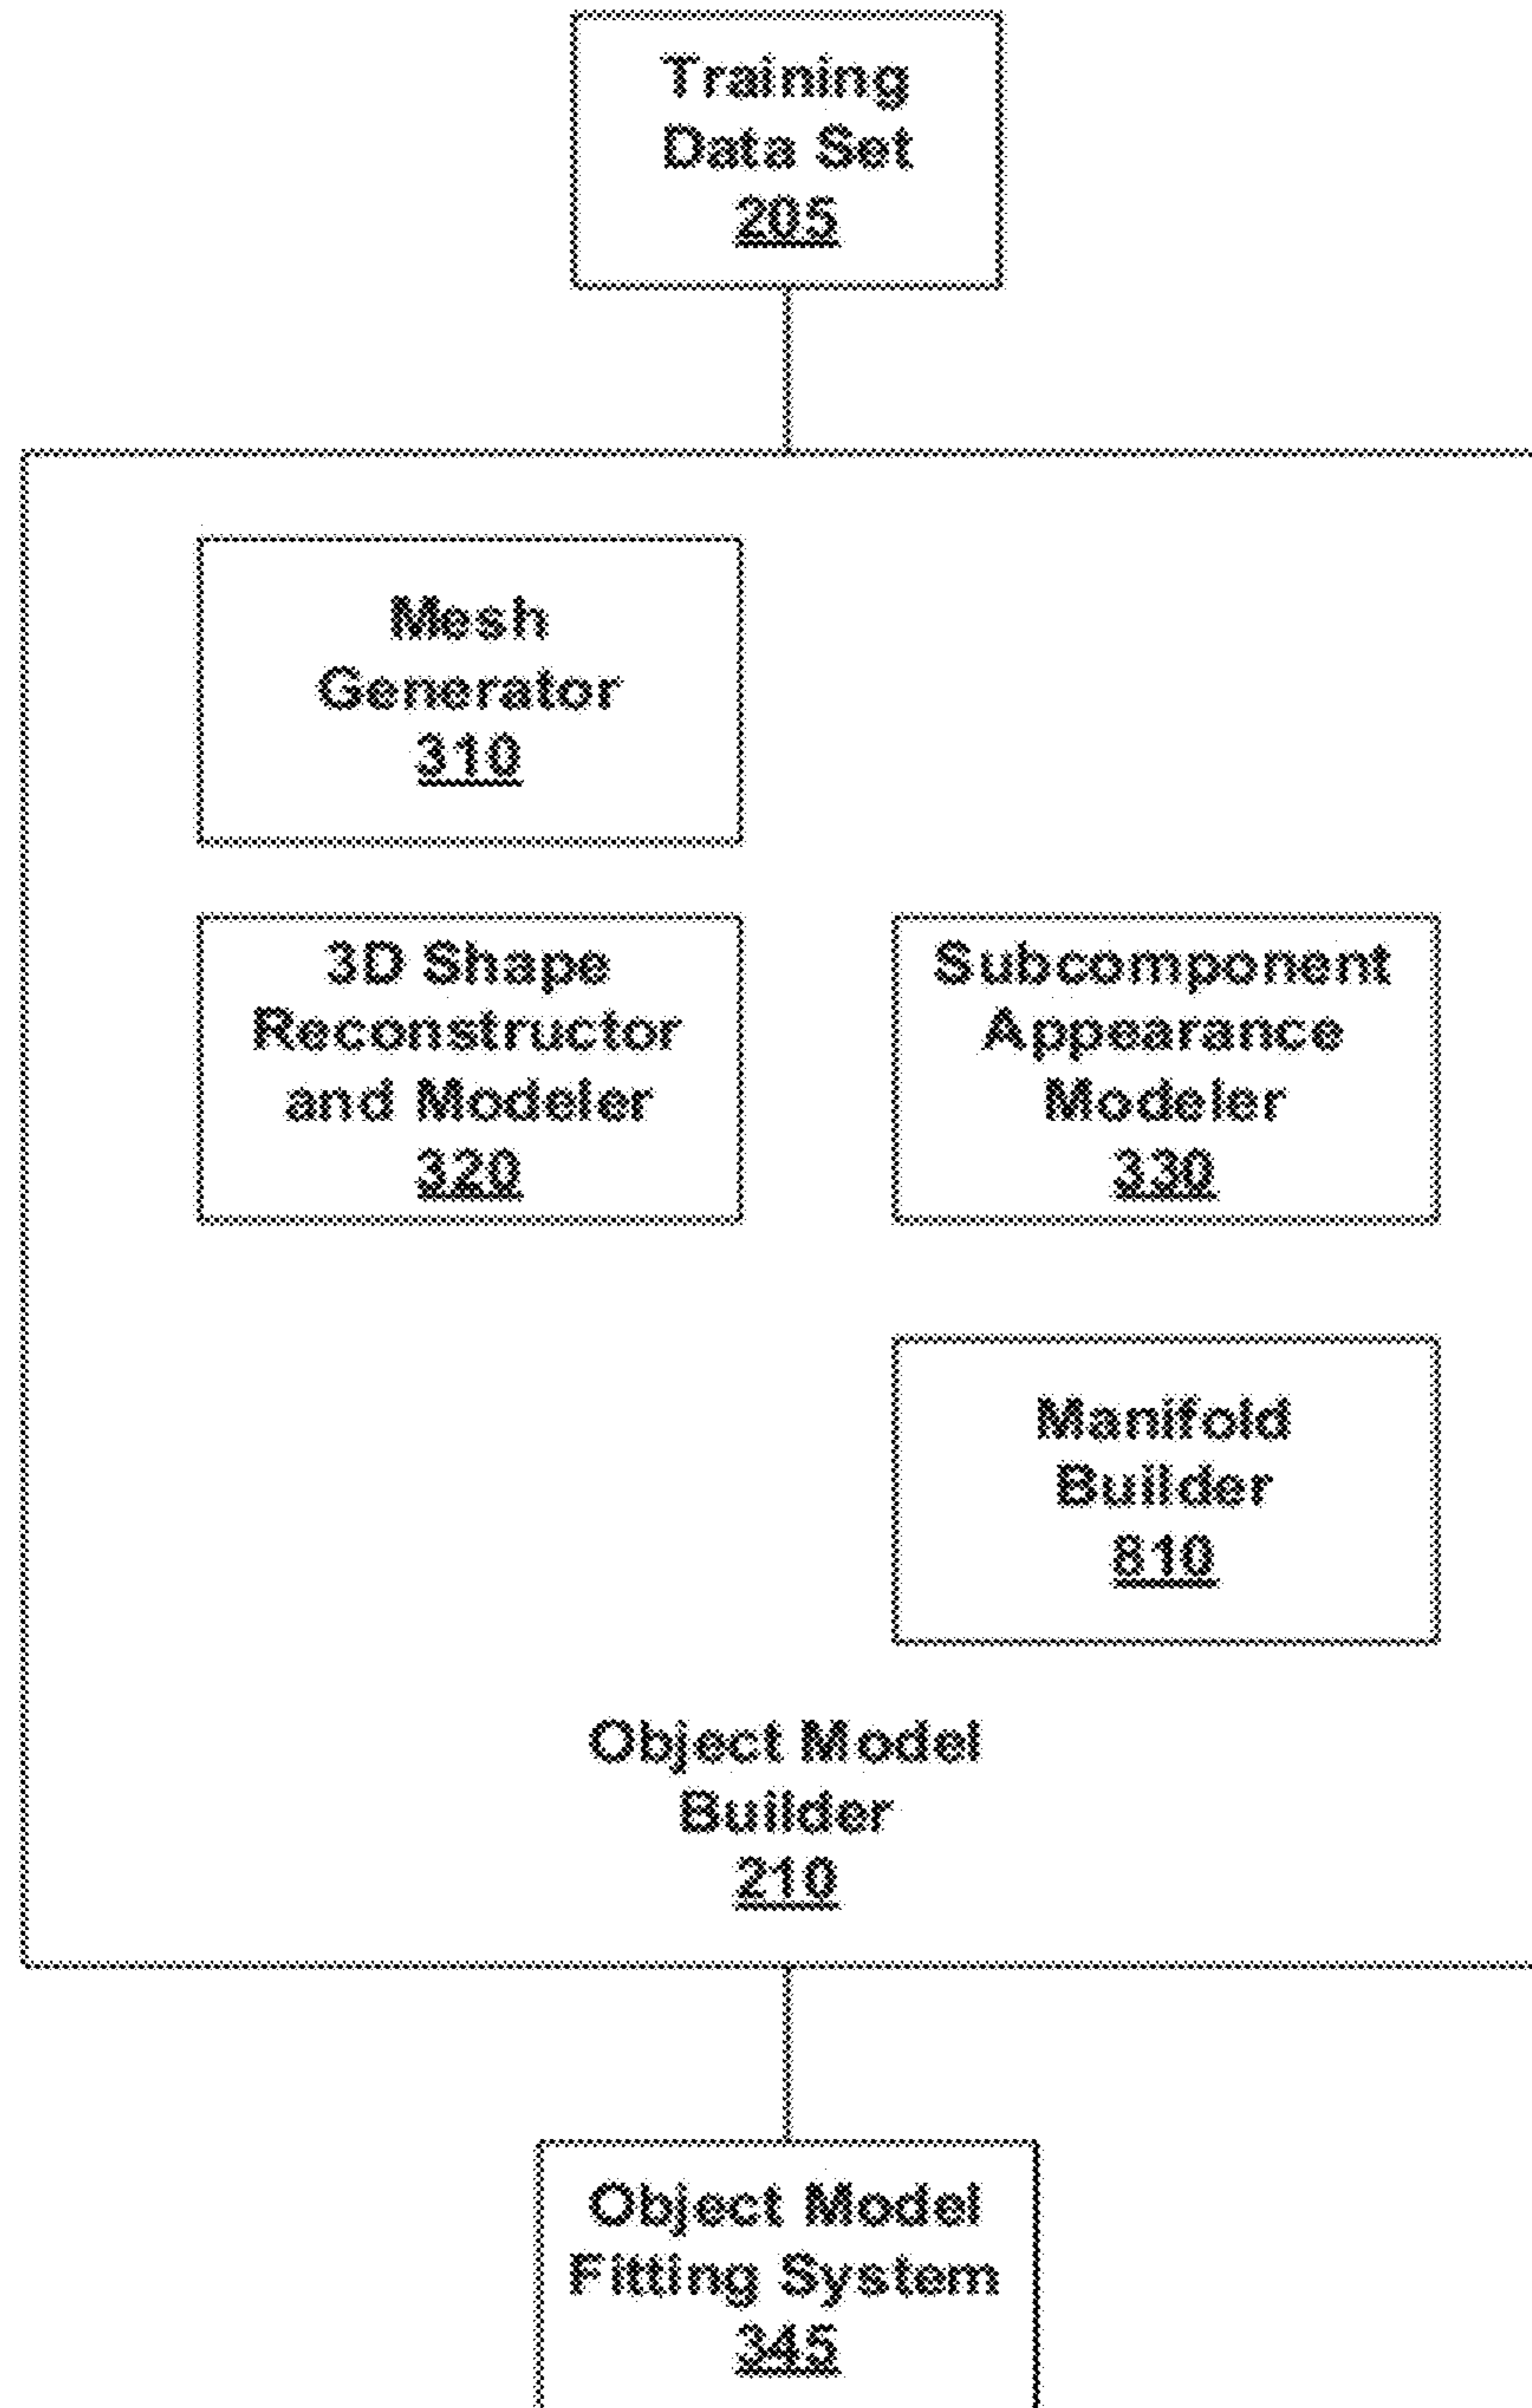 Training
Data Set
205
Mesh
Generator
310
3D Shape
Reconstructor
and Modeler
320
Subcomponent
Appearance
Modeler
330
Manifold
Builder
810
Object Model
Builder
210
Object Model
Fitting System
345